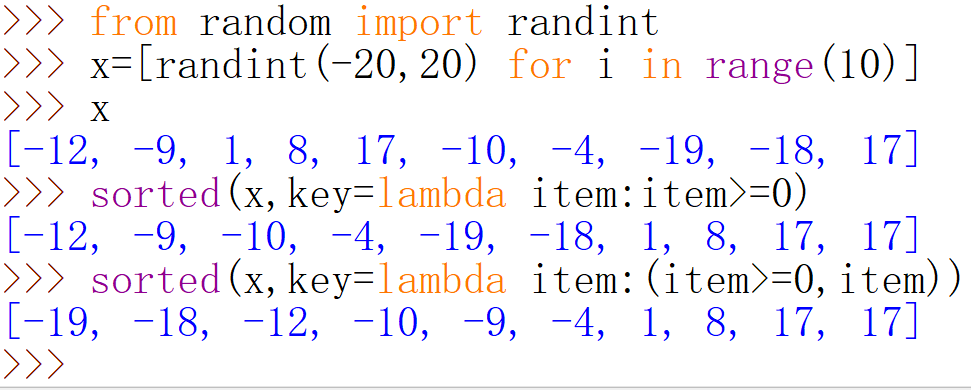 >>> from random import randint
>>> x=[randint(-20,20) for i in range(10)]
>>> x
[-12, -9, 1, 8, 17, -10, -4, -19, -18, 17]
>>> sorted(x,key=lambda item:item>=0)
[-12, -9, -10, -4, -19, -18, 1, 8, 17, 17]
>>> sorted(x,key=lambda item:(item>=0,item))
[-19, -18, -12, -10, -9, -4, 1, 8, 17, 17]
>>>